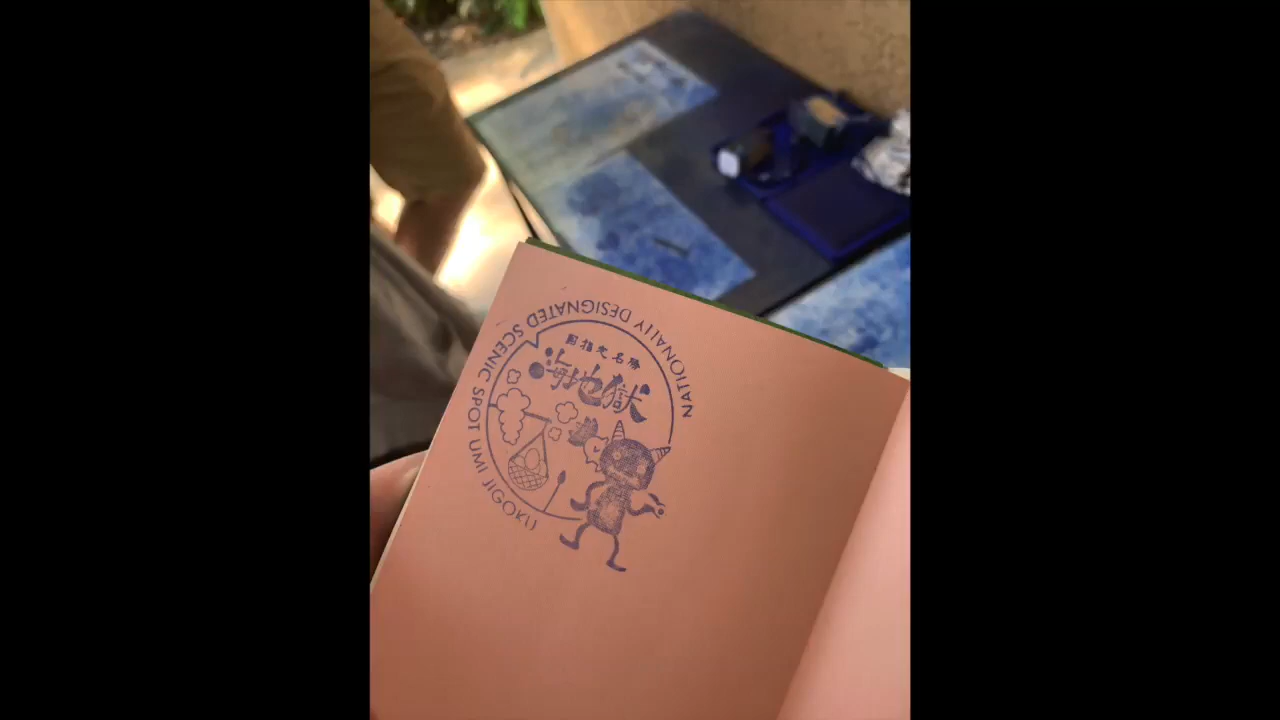 国指定名勝
海地獄
NATIONALLY DESIGNATED SCENIC SPOT UMI JIGOKU